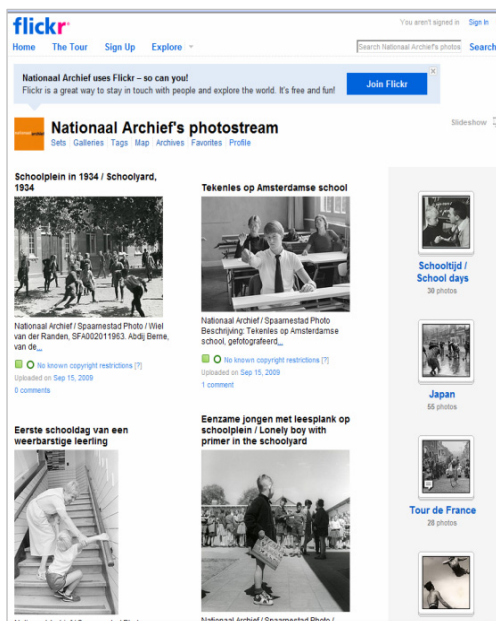 flickr
You aren't signed in Sign In
Home The Tour Sign Up Explore
Search Nationaal Archief's photos Search
Nationaal Archief uses Flickr – so can you!
Flickr is a great way to stay in touch with people and explore the world. It's free and fun!
Join Flickr
Nationaal Archief's photostream
Slideshow
Sets Galleries Tags Map Archives Favorites Profile
Schoolplein in 1934 / Schoolyard,
1934
Nationaal Archief / Spaarnestad Photo / Wiel
van der Randen, SFA002011963. Abdij Berne,
van de...
No known copyright restrictions [?]
Uploaded on Sep 15, 2009
0 comments
Tekenles op Amsterdamse school
Nationaal Archief / Spaarnestad Photo
Beschrijving: Tekenles op Amsterdamse
school, gefotografeerd...
No known copyright restrictions [?]
Uploaded on Sep 15, 2009
1 comment
Eerste schooldag van een
weerbarstige leerling
Eenzame jongen met leesplank op
schoolplein / Lonely boy with
primer in the schoolyard
Nationaal Archief / Spaarnestad Photo /
Schooltijd /
School days
30 photos
Japan
55 photos
Tour de France
28 photos